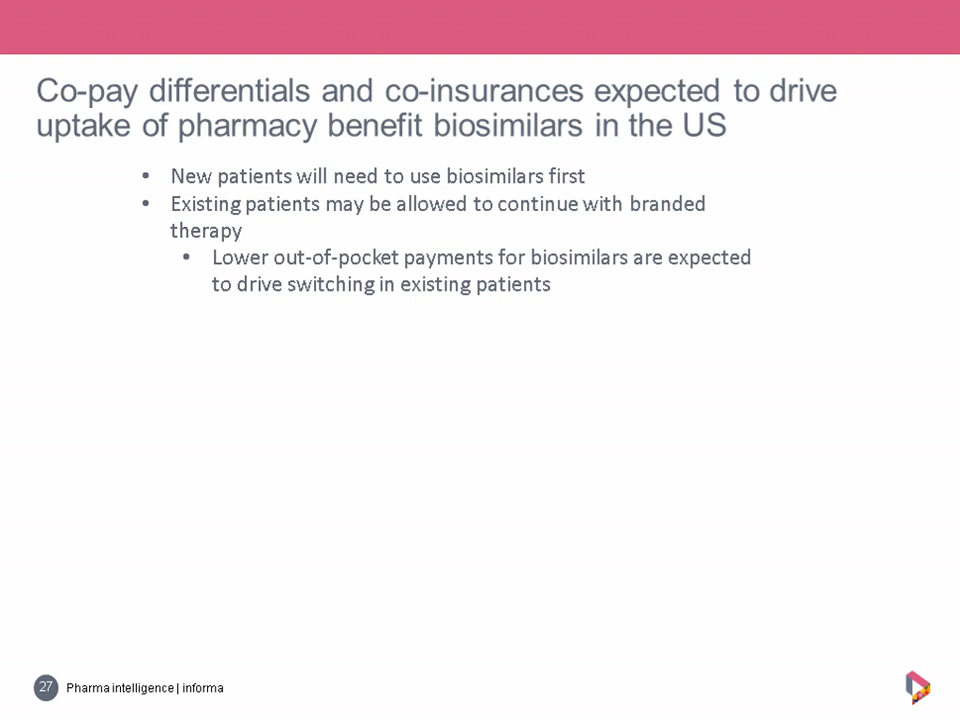 Co-pay differentials and co-insurances expected to drive
uptake of pharmacy benefit biosimilars in the US
• New patients will need to use biosimilars first
• Existing patients may be allowed to continue with branded
therapy
• Lower out-of-pocket payments for biosimilars are expected
to drive switching in existing patients
27 Pharma intelligence | informa